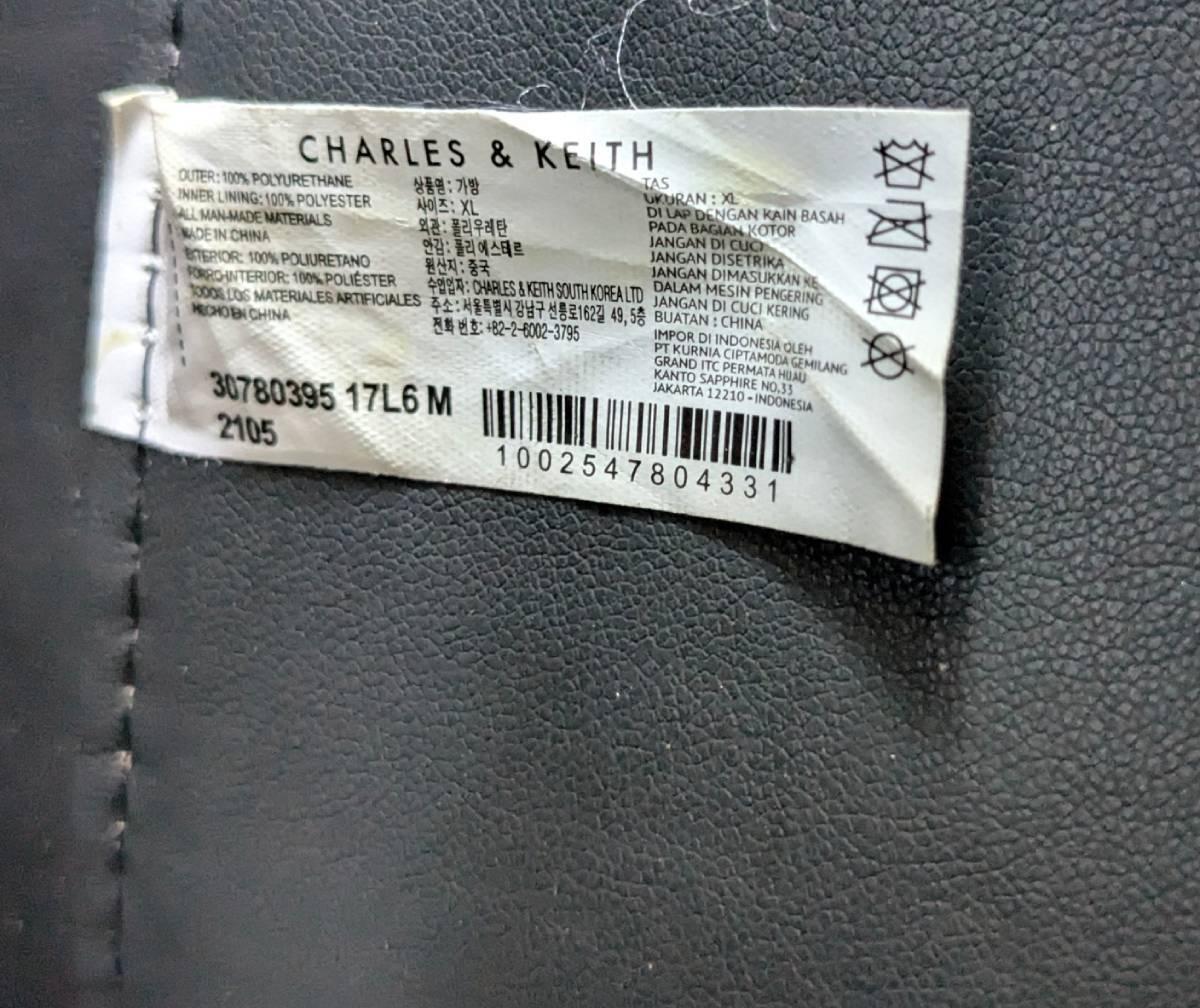 CHARLES & KEITH
OUTER: 100% POLYURETHANE
INNER LINING: 100% POLYESTER
ALL MAN-MADE MATERIALS
MADE IN CHINA
EXTERIOR: 100% POLIURETANO
FORRO-INTERIOR: 100% POLIÉSTER
TODOS LOS MATERIALES ARTIFICIALES
HECHO EN CHINA
상품명: 가방
사이즈: XL
외관: 폴리우레탄
안감: 폴리에스테르
원산지: 중국
수입업자: CHARLES & KEITH SOUTH KOREA LTD
주소: 서울특별시 강남구 선릉로162길 49, 5층
전화 번호: +82-2-6002-3795
TAS
UKURAN : XL
DI LAP DENGAN KAIN BASAH
PADA BAGIAN KOTOR
JANGAN DI CUCI
JANGAN DISETRIKA
JANGAN DIMASUKKAN KE
DALAM MESIN PENGERING
JANGAN DI CUCI KERING
BUATAN : CHINA
IMPOR DI INDONESIA OLEH
PT KURNIA CIPTAMODA GEMILANG
GRAND ITC PERMATA HIJAU
KANTO SAPPHIRE NO.33
JAKARTA 12210 - INDONESIA
30780395 17L6 M
2105
1002547804331